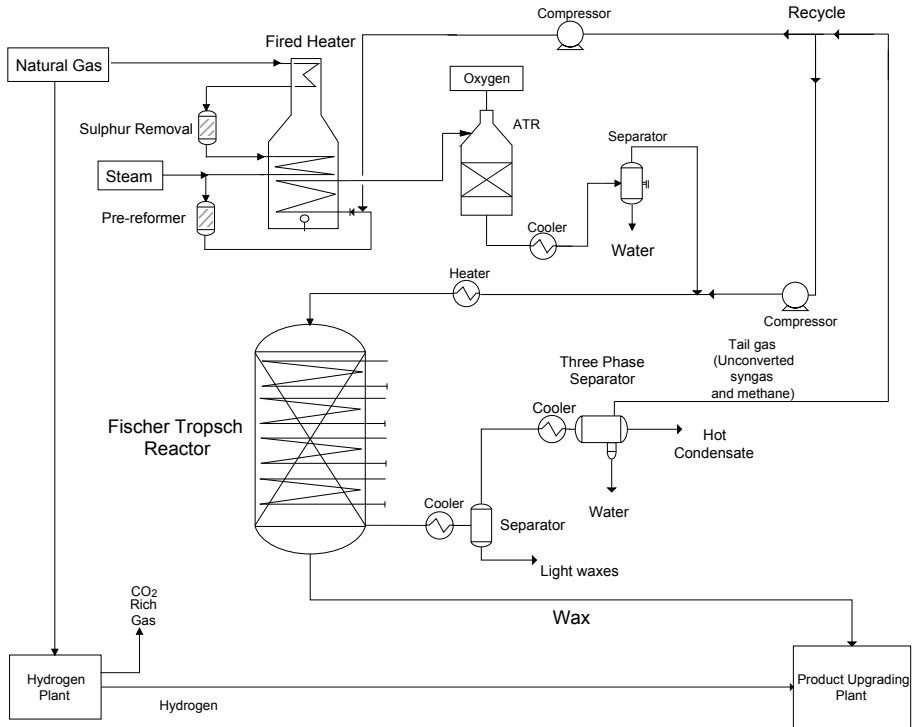 Compressor
Recycle
Fired Heater
Natural Gas
Oxygen
ATR
Separator
Sulphur Removal
Steam
Pre-reformer
Cooler
Water
Heater
Compressor
Tail gas
(Unconverted
syngas
and methane)
Three Phase
Separator
Cooler
Fischer Tropsch
Reactor
Hot
Condensate
Cooler
Water
Separator
Light waxes
CO2
Rich
Gas
Wax
Hydrogen
Plant
Product Upgrading
Plant
Hydrogen